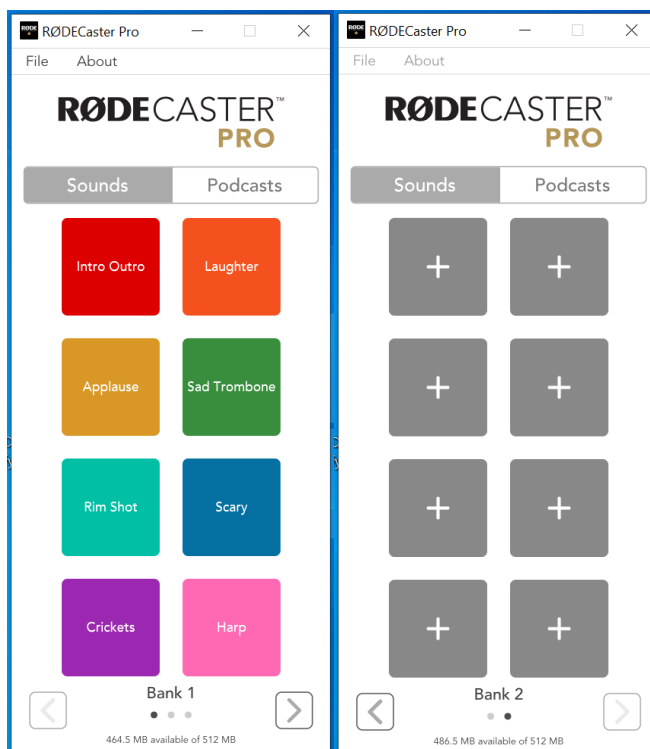 RØDE RØDECaster Pro
File About
RØDECASTER™
PRO
Sounds Podcasts
Intro Outro Laughter
Applause Sad Trombone
Rim Shot Scary
Crickets Harp
Bank 1
464.5 MB available of 512 MB
RØDE RØDECaster Pro
File About
RØDECASTER™
PRO
Sounds Podcasts
+ +
+ +
+ +
+ +
Bank 2
486.5 MB available of 512 MB